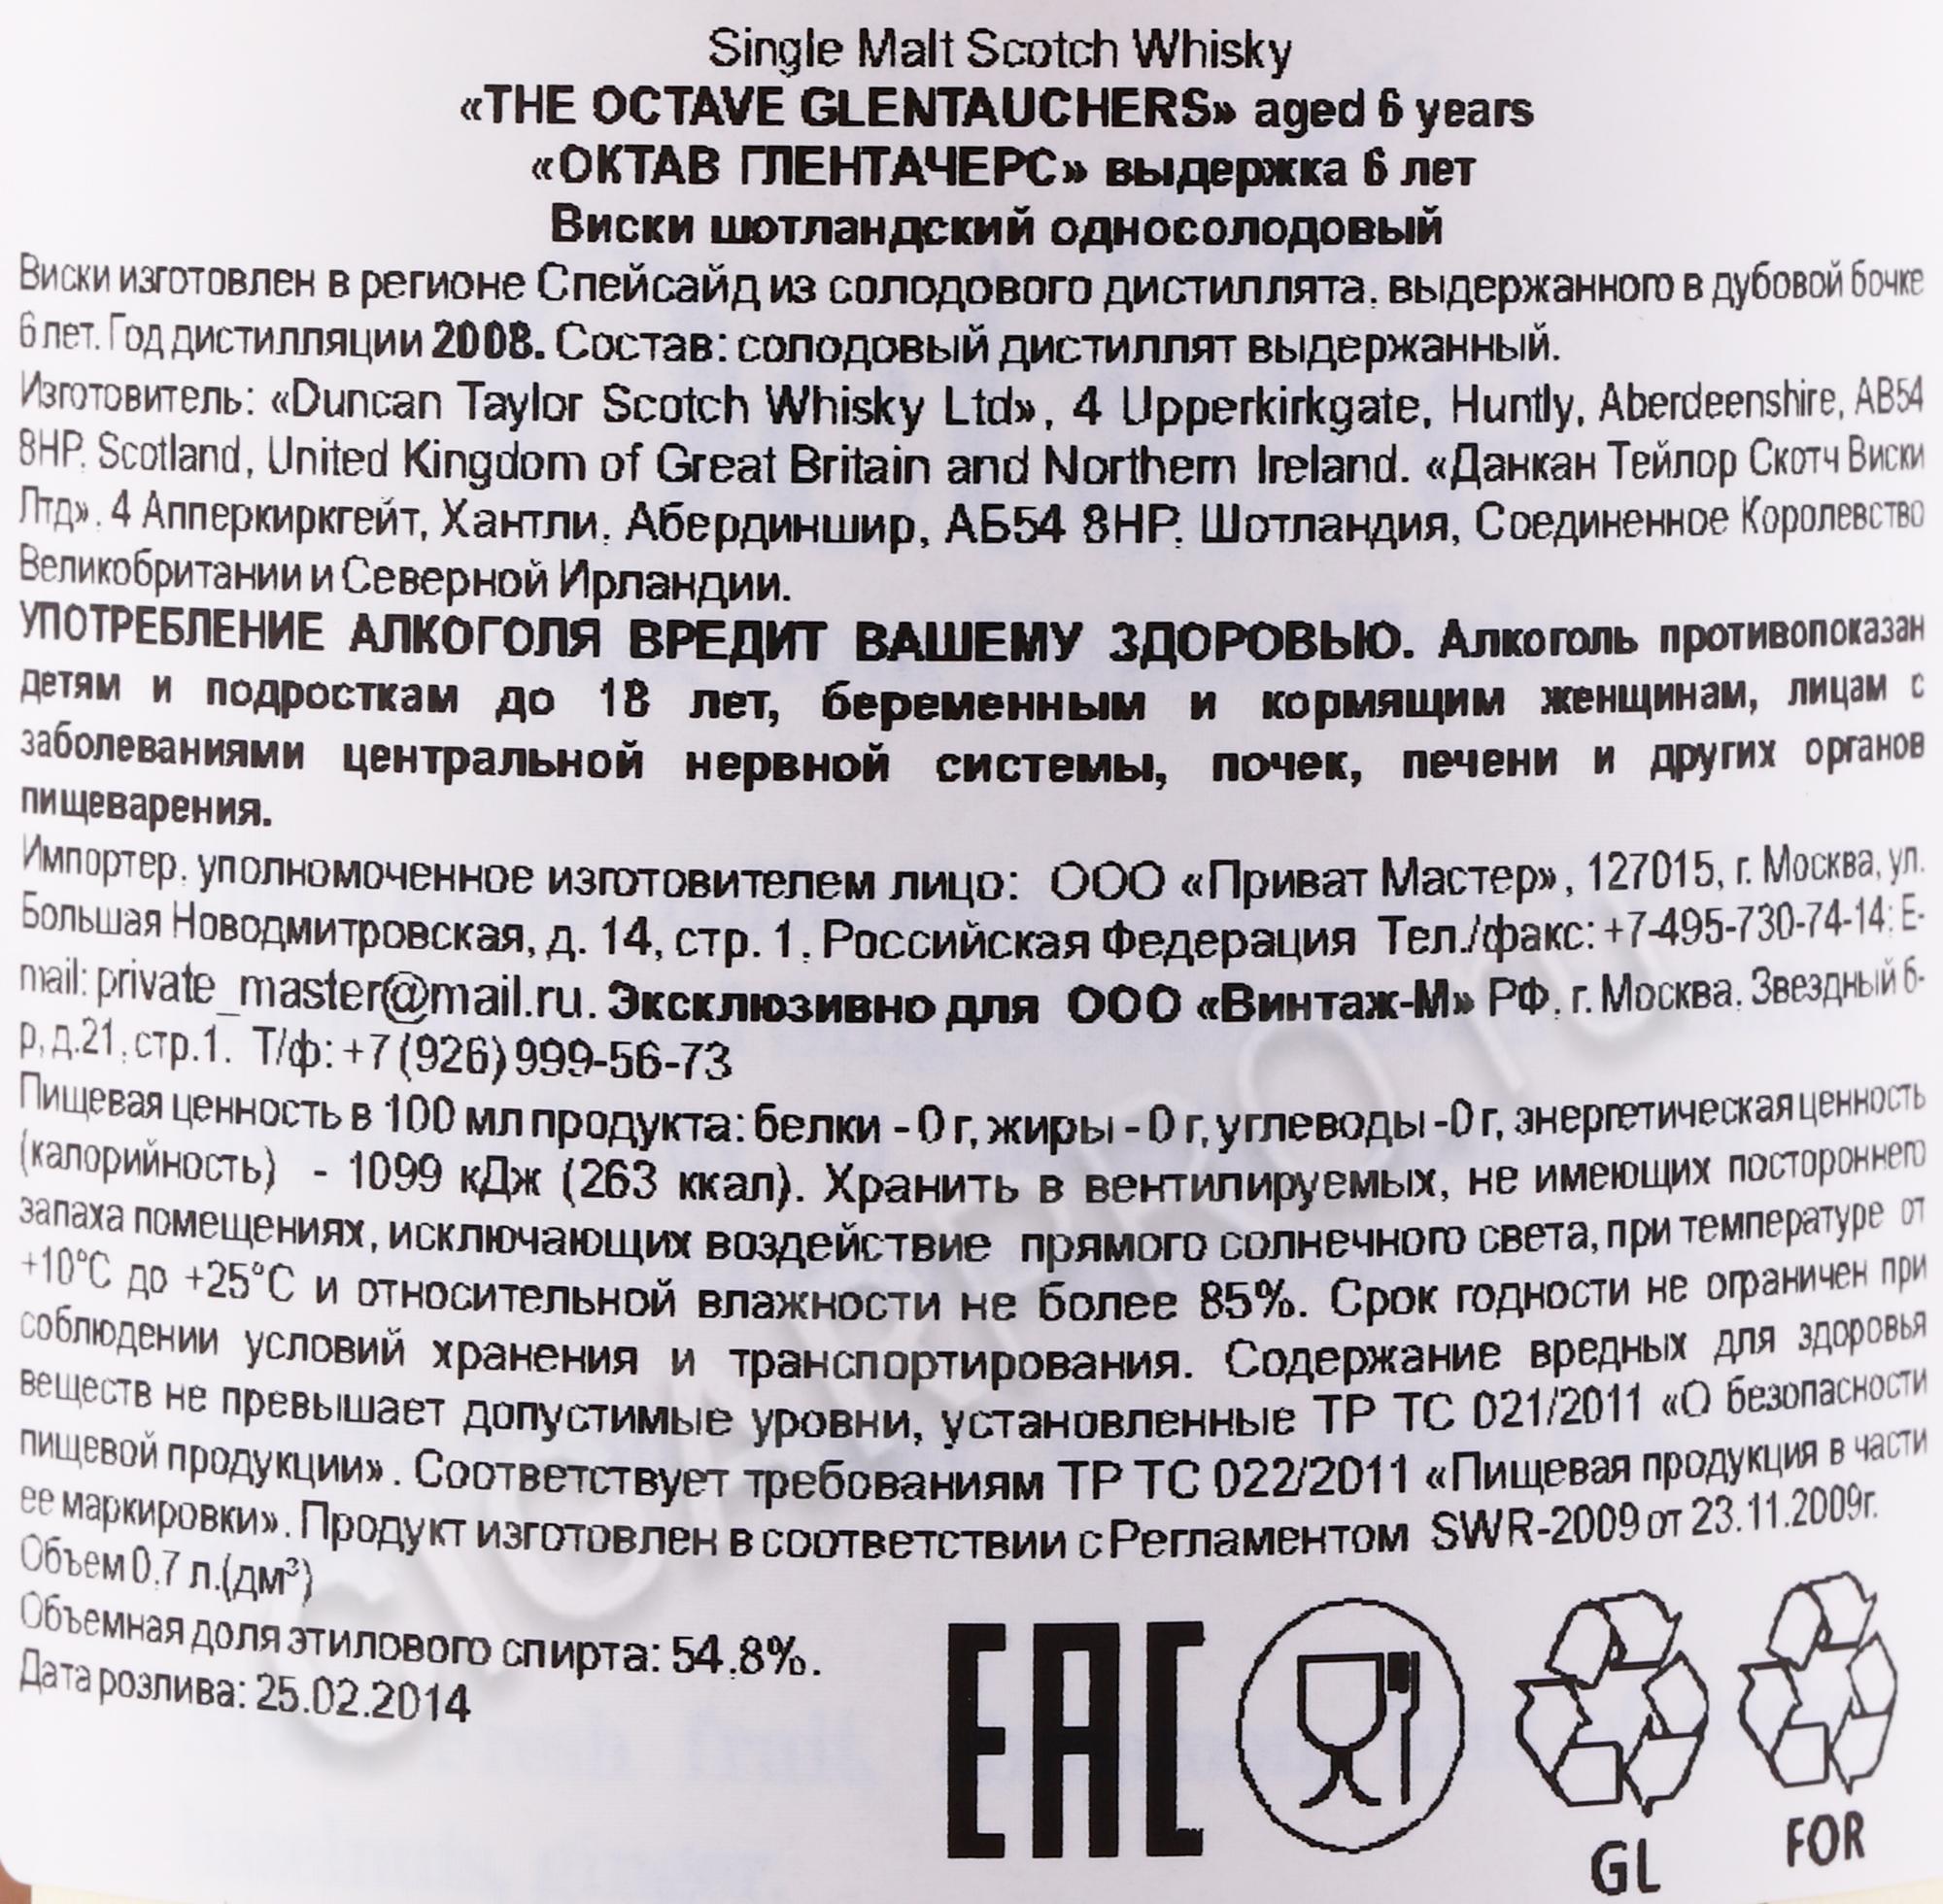 Single Malt Scotch Whisky
«THE OCTAVE GLENTAUCHERS» aged 6 years
«ОКТАВ ГЛЕНТАЧЕРС» выдержка 6 лет
Виски шотландский односолодовый
Виски изготовлен в регионе Спейсайд из солодового дистиллята, выдержанного в дубовой бочке
6 лет. Год дистилляции 2008. Состав: солодовый дистиллят выдержанный.
Изготовитель: «Duncan Taylor Scotch Whisky Ltd», 4 Upperkirkgate, Huntly, Aberdeenshire, AB54
8HP, Scotland, United Kingdom of Great Britain and Northern Ireland. «Данкан Тейлор Скотч Виски
Лтд», 4 Апперкиркгейт, Хантли, Абердиншир, АБ54 8НР, Шотландия, Соединенное Королевство
Великобритании и Северной Ирландии.
УПОТРЕБЛЕНИЕ АЛКОГОЛЯ ВРЕДИТ ВАШЕМУ ЗДОРОВЬЮ. Алкоголь противопоказан
детям и подросткам до 18 лет, беременным и кормящим женщинам, лицам с
заболеваниями центральной нервной системы, почек, печени и других органов
пищеварения.
Импортер, уполномоченное изготовителем лицо: ООО «Приват Мастер», 127015, г. Москва, ул.
Большая Новодмитровская, д. 14, стр. 1, Российская Федерация Тел./факс: +7-495-730-74-14; E-
mail: private_master@mail.ru. Эксклюзивно для ООО «Винтаж-М» РФ, г. Москва, Звездный б-
р, д.21, стр.1. Т/ф: +7 (926) 999-56-73
Пищевая ценность в 100 мл продукта: белки - 0 г, жиры - 0 г, углеводы -0 г, энергетическая ценность
(калорийность) - 1099 кДж (263 ккал). Хранить в вентилируемых, не имеющих постороннего
запаха помещениях, исключающих воздействие прямого солнечного света, при температуре от
+10°С до +25°С и относительной влажности не более 85%. Срок годности не ограничен при
соблюдении условий хранения и транспортирования. Содержание вредных для здоровья
веществ не превышает допустимые уровни, установленные ТР ТС 021/2011 «О безопасности
пищевой продукции». Соответствует требованиям ТР ТС 022/2011 «Пищевая продукция в части
ее маркировки». Продукт изготовлен в соответствии с Регламентом SWR-2009 от 23.11.2009г.
Объем 0,7 л.(дм³)
Объемная доля этилового спирта: 54,8%.
Дата розлива: 25.02.2014
EAC
GL
FOR
CIGARPRO.ru